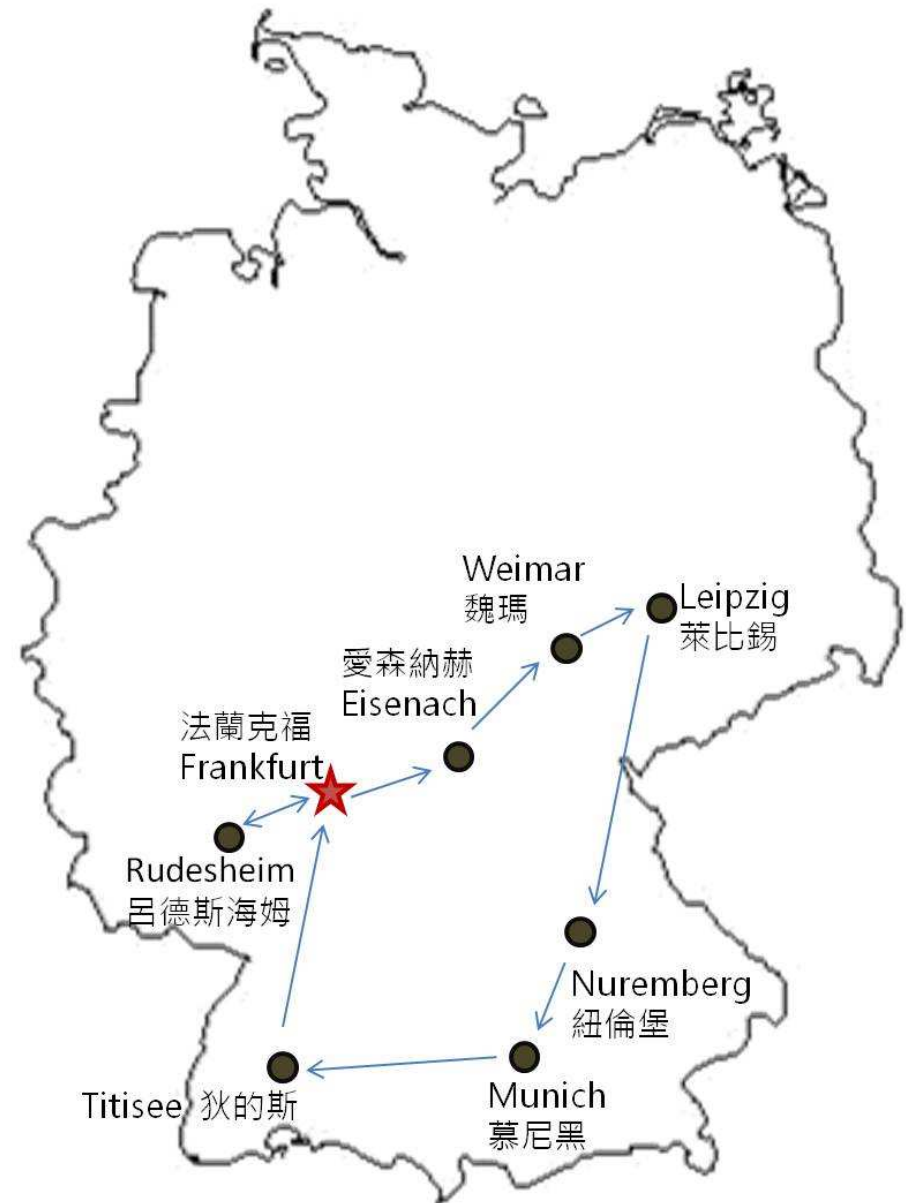 Weimar
魏瑪
Leipzig
萊比錫
愛森納赫
Eisenach
法蘭克福
Frankfurt
Rudesheim
呂德斯海姆
Nuremberg
紐倫堡
Titisee 狄的斯
Munich
慕尼黑